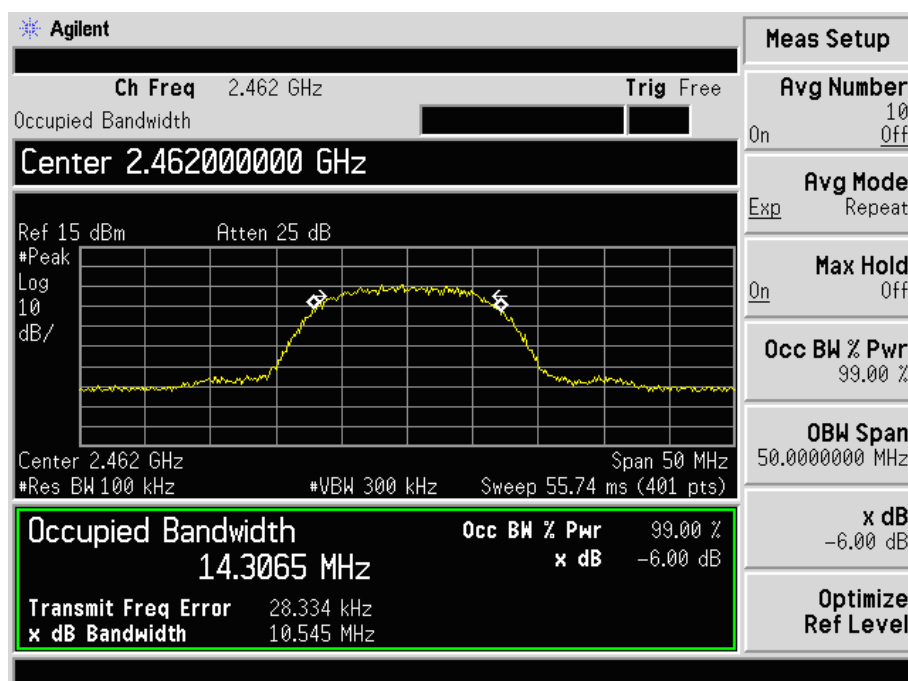 Agilent
Ch Freq 2.462 GHz Trig Free
Occupied Bandwidth
Center 2.462000000 GHz
Ref 15 dBm Atten 25 dB
#Peak
Log
10
dB/
Center 2.462 GHz Span 50 MHz
#Res BW 100 kHz #VBW 300 kHz Sweep 55.74 ms (401 pts)
Occupied Bandwidth Occ BW % Pwr 99.00 %
14.3065 MHz x dB -6.00 dB
Transmit Freq Error 28.334 kHz
x dB Bandwidth 10.545 MHz
Meas Setup
Avg Number
10
On Off
Avg Mode
Exp Repeat
Max Hold
On Off
Occ BW % Pwr
99.00 %
OBW Span
50.0000000 MHz
x dB
-6.00 dB
Optimize
Ref Level